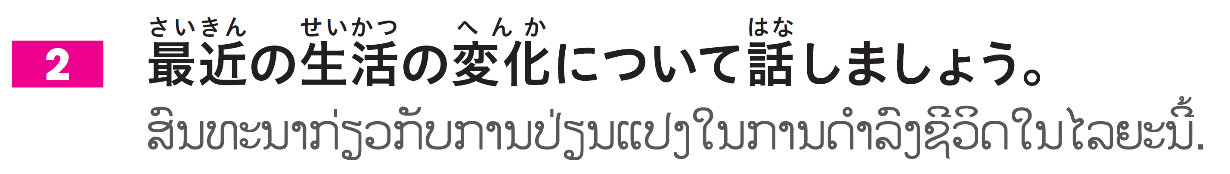 さいきん せいかつ へんか はな
2 最近の生活の変化について話しましょう。
ສົນທະນາກ່ຽວກັບການປ່ຽນແປງໃນການດຳລົງຊີວິດໃນໄລຍະນີ້.